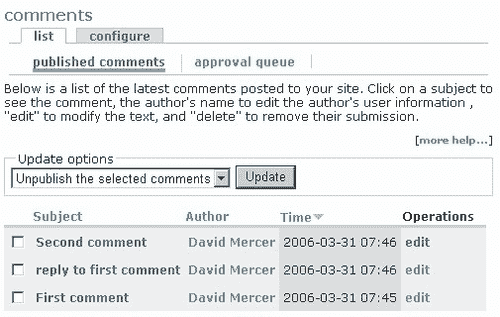 comments
list configure
published comments approval queue
Below is a list of the latest comments posted to your site. Click on a subject to
see the comment, the author's name to edit the author's user information ,
"edit" to modify the text, and "delete" to remove their submission.
[more help...]
Update options
Unpublish the selected comments Update
Subject Author Time Operations
Second comment David Mercer 2006-03-31 07:46 edit
reply to first comment David Mercer 2006-03-31 07:46 edit
First comment David Mercer 2006-03-31 07:45 edit